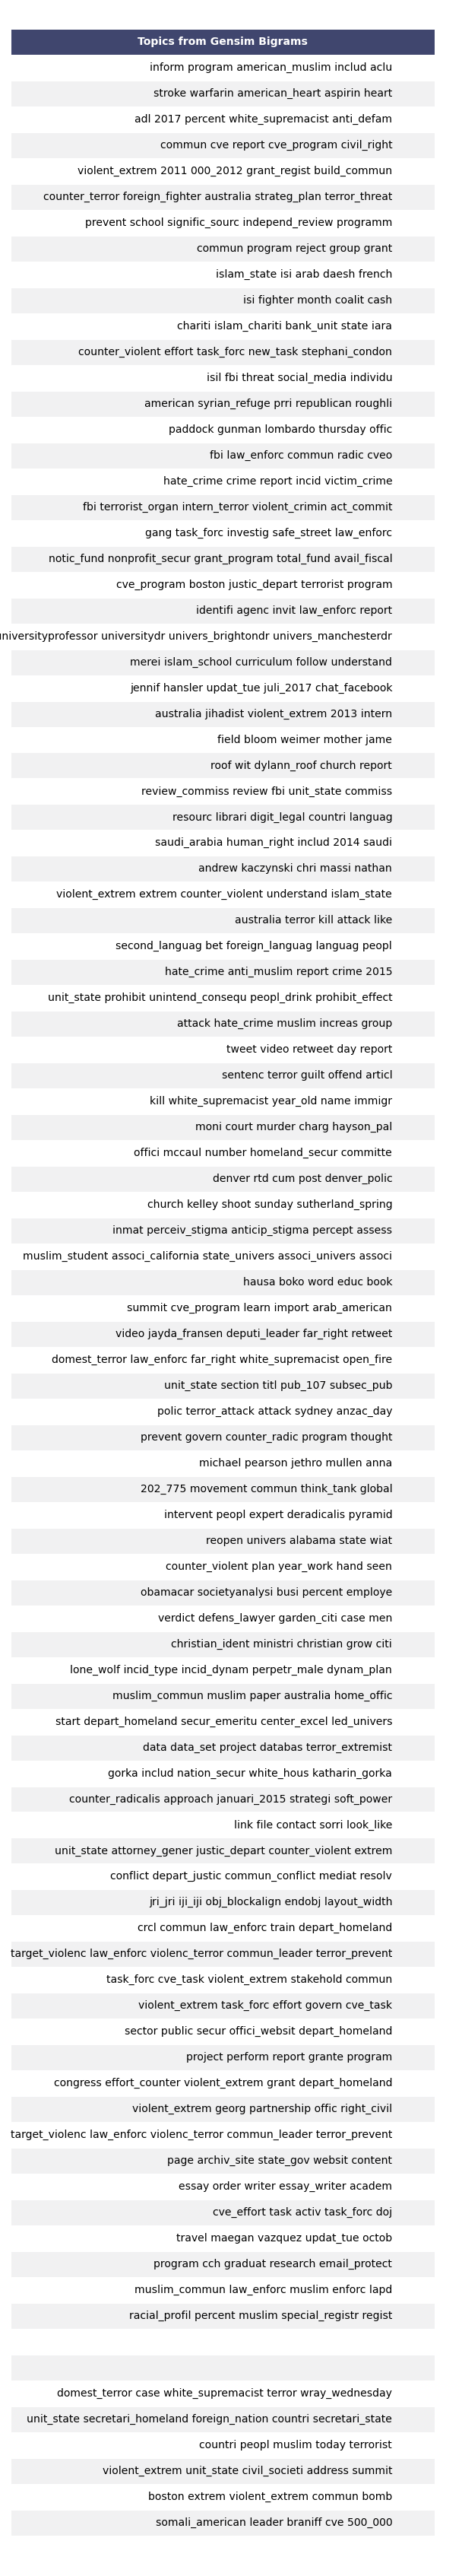 Topics from Gensim Bigrams
inform program american_muslim includ aclu
stroke warfarin american_heart aspirin heart
adl 2017 percent white_supremacist anti_defam
commun cve report cve_program civil_right
violent_extrem 2011 000_2012 grant_regist build_commun
counter_terror foreign_fighter australia strateg_plan terror_threat
prevent school signific_sourc independ_review programm
commun program reject group grant
islam_state isi arab daesh french
isi fighter month coalit cash
chariti islam_chariti bank_unit state iara
counter_violent effort task_forc new_task stephani_condon
isil fbi threat social_media individu
american syrian_refuge prri republican roughli
paddock gunman lombardo thursday offic
fbi law_enforc commun radic cveo
hate_crime crime report incid victim_crime
fbi terrorist_organ intern_terror violent_crimin act_commit
gang task_forc investig safe_street law_enforc
notic_fund nonprofit_secur grant_program total_fund avail_fiscal
cve_program boston justic_depart terrorist program
identifi agenc invit law_enforc report
niversityprofessor universitydr univers_brightondr univers_manchesterdr
merei islam_school curriculum follow understand
jennif hansler updat_tue juli_2017 chat_facebook
australia jihadist violent_extrem 2013 intern
field bloom weimer mother jame
roof wit dylann_roof church report
review_commiss review fbi unit_state commiss
resourc librari digit_legal countri languag
saudi_arabia human_right includ 2014 saudi
andrew kaczynski chri massi nathan
violent_extrem extrem counter_violent understand islam_state
australia terror kill attack like
second_languag bet foreign_languag languag peopl
hate_crime anti_muslim report crime 2015
unit_state prohibit unintend_consequ peopl_drink prohibit_effect
attack hate_crime muslim increas group
tweet video retweet day report
sentenc terror guilt offend articl
kill white_supremacist year_old name immigr
moni court murder charg hayson_pal
offici mccaul number homeland_secur committe
denver rtd cum post denver_polic
church kelley shoot sunday sutherland_spring
inmat perceiv_stigma anticip_stigma percept assess
muslim_student associ_california state_univers associ_univers associ
hausa boko word educ book
summit cve_program learn import arab_american
video jayda_fransen deputi_leader far_right retweet
domest_terror law_enforc far_right white_supremacist open_fire
unit_state section titl pub_107 subsec_pub
polic terror_attack attack sydney anzac_day
prevent govern counter_radic program thought
michael pearson jethro mullen anna
202_775 movement commun think_tank global
intervent peopl expert deradicalis pyramid
reopen univers alabama state wiat
counter_violent plan year_work hand seen
obamacar societyanalysi busi percent employe
verdict defens_lawyer garden_citi case men
christian_ident ministri christian grow citi
lone_wolf incid_type incid_dynam perpetr_male dynam_plan
muslim_commun muslim paper australia home_offic
start depart_homeland secur_emeritu center_excel led_univers
data data_set project databas terror_extremist
gorka includ nation_secur white_hous katharin_gorka
counter_radicalis approach januari_2015 strategi soft_power
link file contact sorri look_like
unit_state attorney_gener justic_depart counter_violent extrem
conflict depart_justic commun_conflict mediat resolv
jri_jri iji_iji obj_blockalign endobj layout_width
crcl commun law_enforc train depart_homeland
target_violenc law_enforc violenc_terror commun_leader terror_prevent
task_forc cve_task violent_extrem stakehold commun
violent_extrem task_forc effort govern cve_task
sector public secur offici_websit depart_homeland
project perform report grante program
congress effort_counter violent_extrem grant depart_homeland
violent_extrem georg partnership offic right_civil
target_violenc law_enforc violenc_terror commun_leader terror_prevent
page archiv_site state_gov websit content
essay order writer essay_writer academ
cve_effort task activ task_forc doj
travel maegan vazquez updat_tue octob
program cch graduat research email_protect
muslim_commun law_enforc muslim enforc lapd
racial_profil percent muslim special_registr regist
domest_terror case white_supremacist terror wray_wednesday
unit_state secretari_homeland foreign_nation countri secretari_state
countri peopl muslim today terrorist
violent_extrem unit_state civil_societi address summit
boston extrem violent_extrem commun bomb
somali_american leader braniff cve 500_000